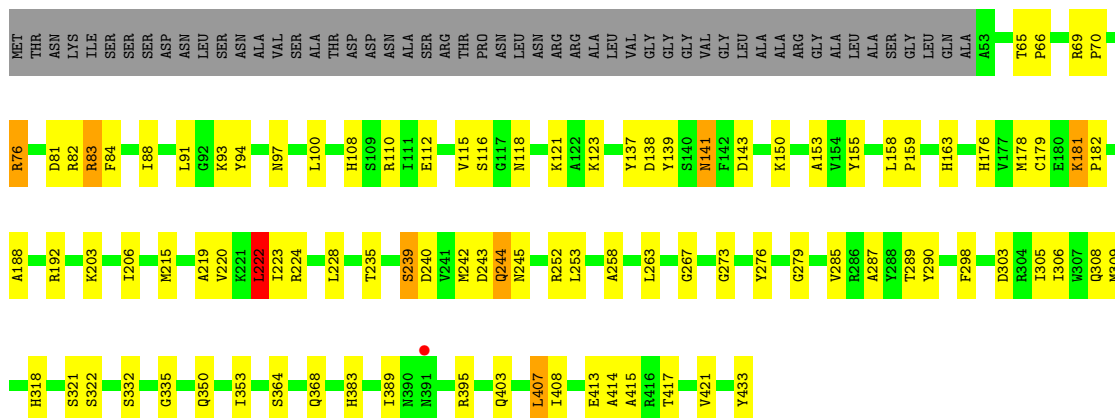 MET THR ASN LYS ILE SER SER SER ASP ASN LEU SER ASN ALA VAL SER ALA THR ASP ASP ASN ALA SER ARG THR PRO ASN LEU ASN ARG ARG ALA LEU VAL GLY GLY GLY VAL GLY ASP LEU ALA ALA ARG GLY ALA LEU ALA SER GLY LEU GLN ALA A53 T65 P66 R69 P70
R76 D81 R82 R83 F84 I88 L91 G92 K93 Y94 N97 L100 H108 S109 R110 I111 E112 V115 S116 G117 N118 K121 A122 K123 Y137 D138 Y139 S140 N141 F142 D143 K150 A153 V154 Y155 L158 P159 H163 H176 V177 M178 C179 E180 K181 P182
A188 R192 K203 I206 M215 A219 V220 K221 L222 I223 R224 L228 T235 S239 D240 V241 M242 D243 Q244 N245 R252 L253 A258 L263 G267 G273 Y276 G279 V285 R286 A287 Y288 T289 Y290 F298 D303 R304 I305 I306 W307 Q308 M309
H318 S321 S322 S332 G335 Q350 I353 S364 Q368 H383 I389 N390 N391 R395 Q403 L407 I408 E413 A414 A415 R416 T417 V421 Y433